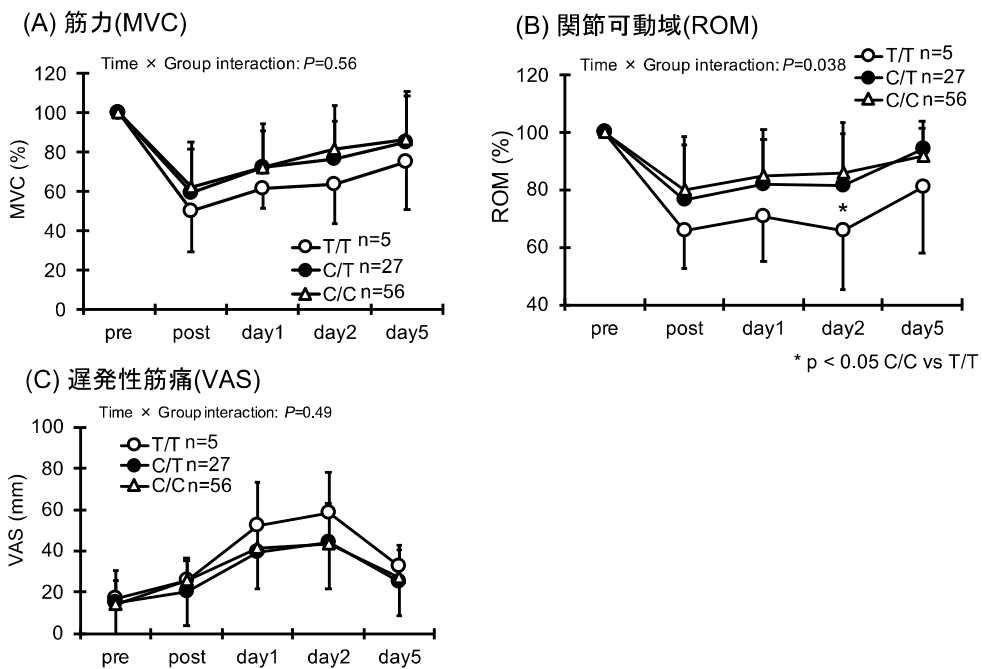 (A) 筋力(MVC)
Time × Group interaction: P=0.56
120
100
80
60
40
20
0
MVC (%)
T/T n=5
C/T n=27
C/C n=56
pre post day1 day2 day5
(B) 関節可動域(ROM)
Time × Group interaction: P=0.038
T/T n=5
C/T n=27
C/C n=56
120
100
80
60
40
ROM (%)
*
pre post day1 day2 day5
* p < 0.05 C/C vs T/T
(C) 遅発性筋痛(VAS)
Time × Group interaction: P=0.49
100
80
60
40
20
0
VAS (mm)
T/T n=5
C/T n=27
C/C n=56
pre post day1 day2 day5